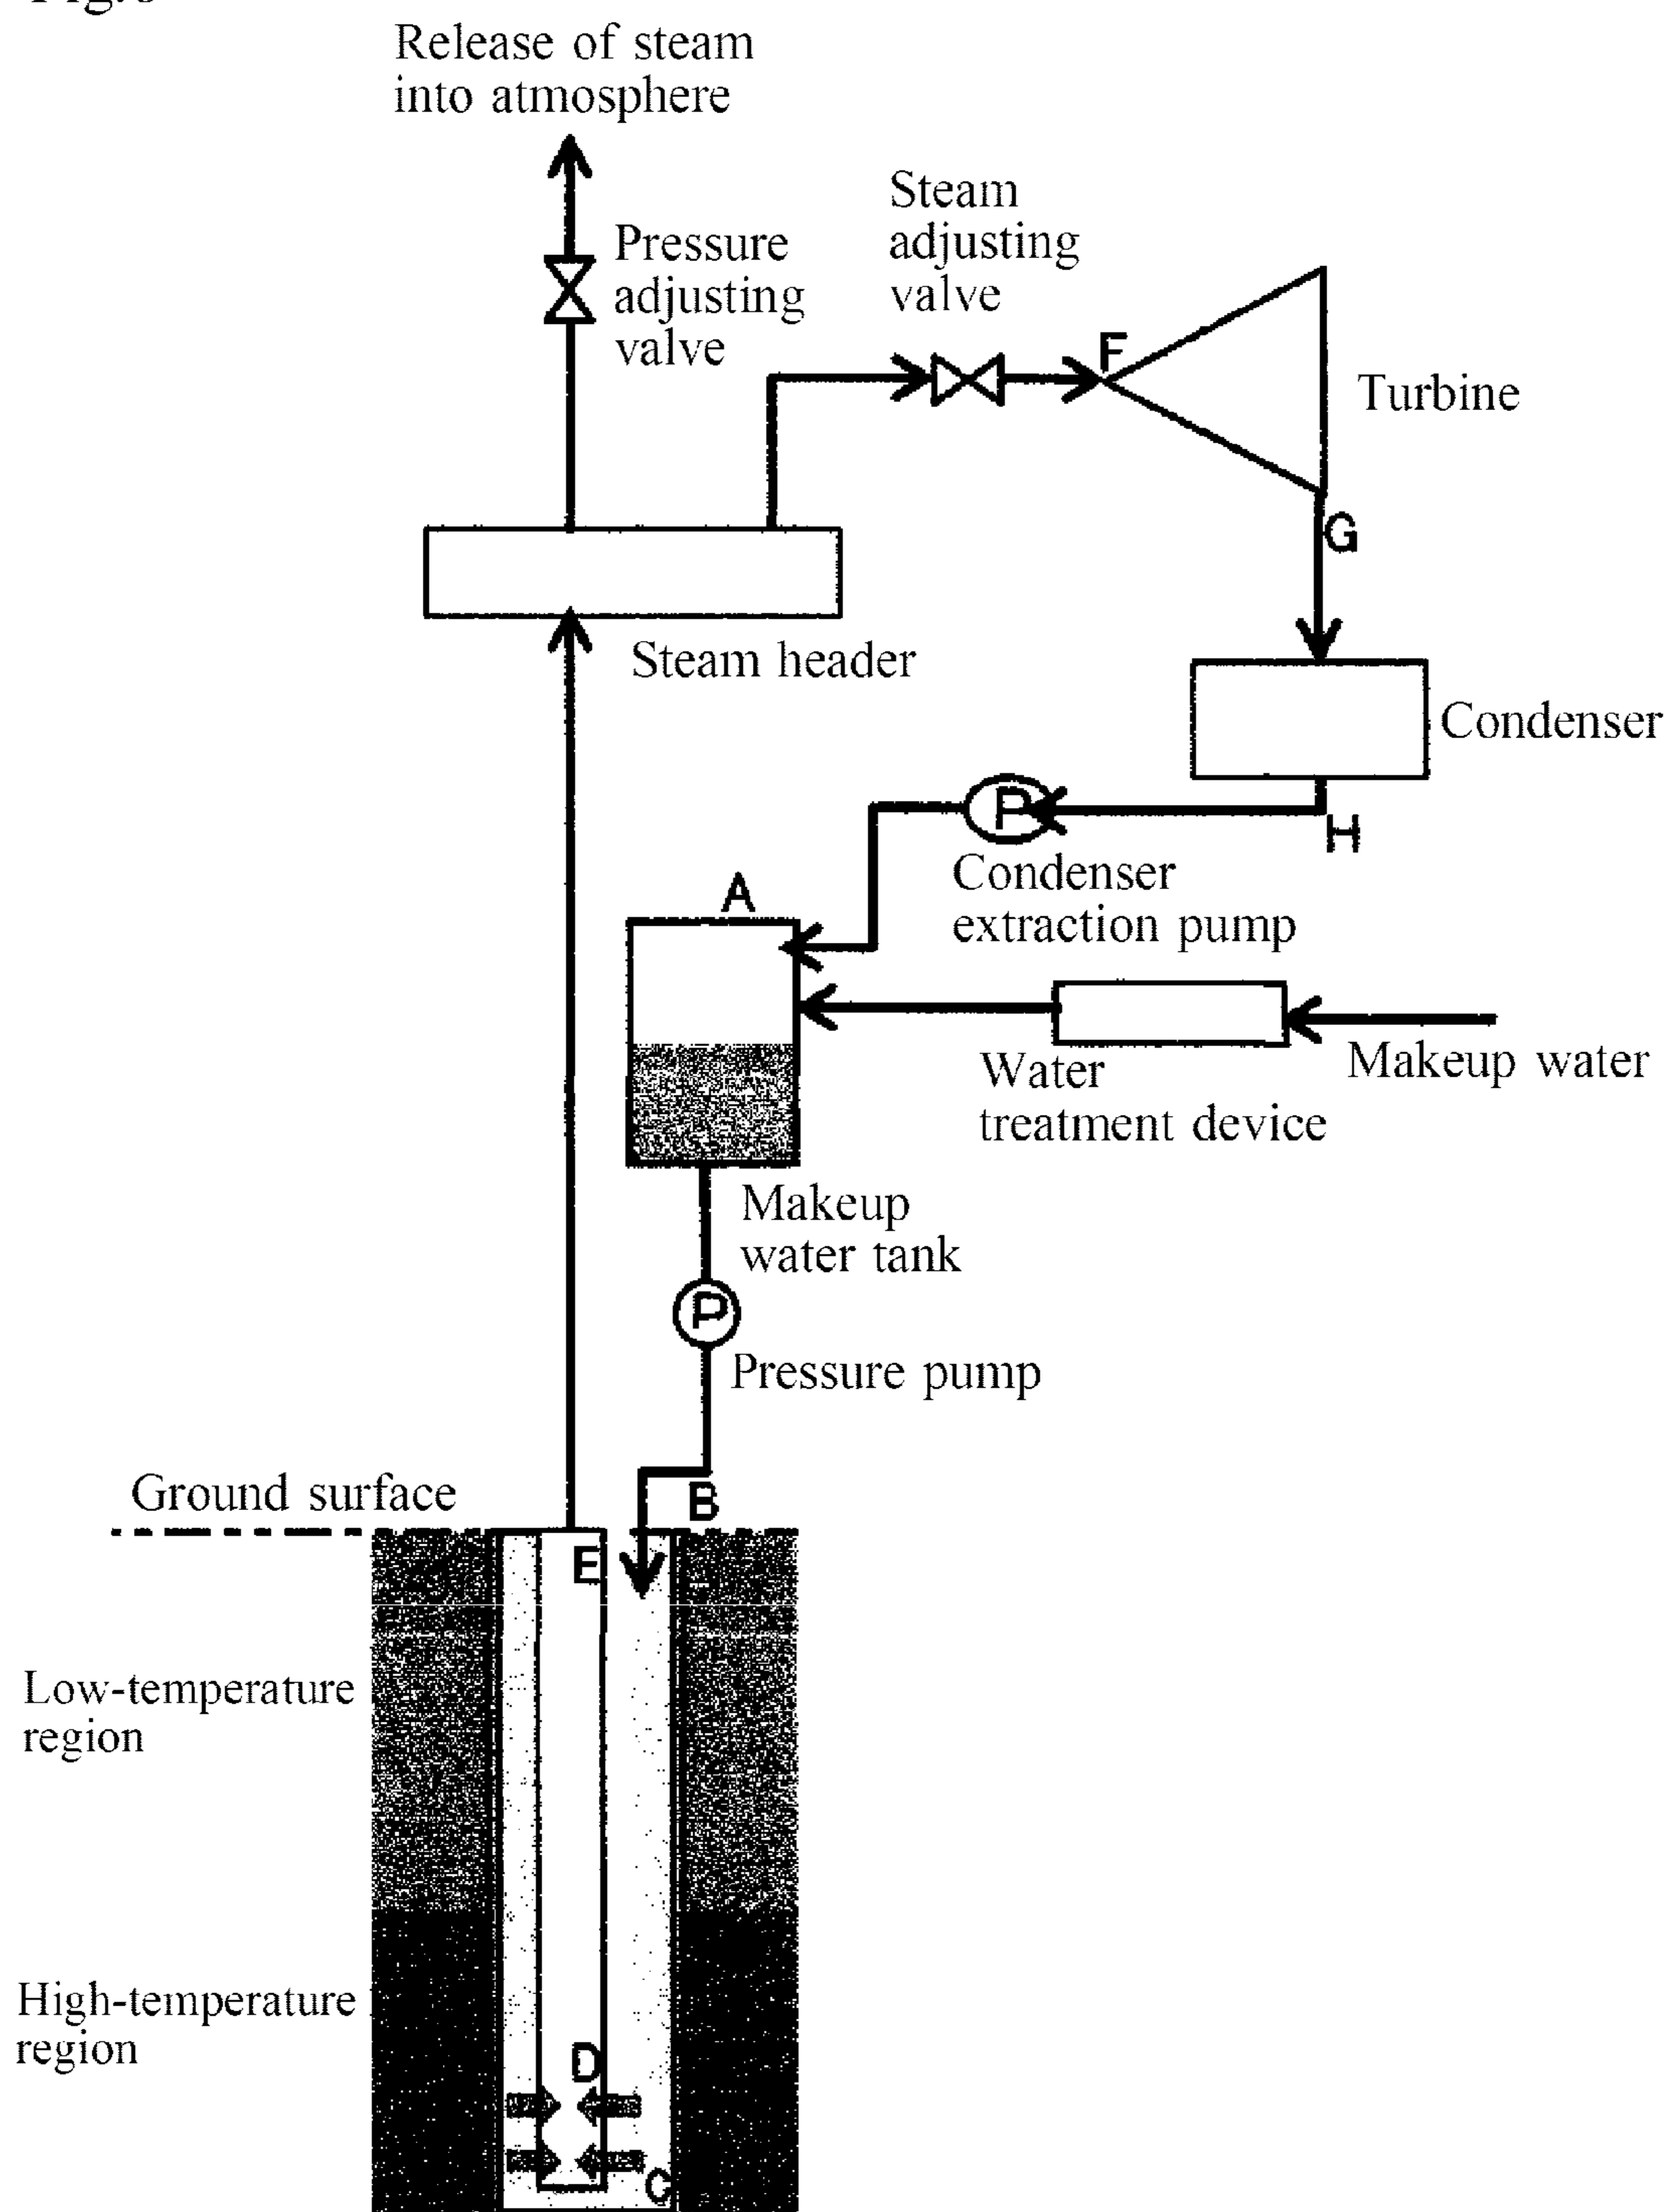 Release of steam
into atmosphere
Pressure
adjusting
valve
Steam
adjusting
valve
F
Turbine
G
Steam header
Condenser
P
H
Condenser
extraction pump
A
Water
treatment device
Makeup water
Makeup
water tank
P
Pressure pump
B
Ground surface
E
Low-temperature
region
High-temperature
region
D
C